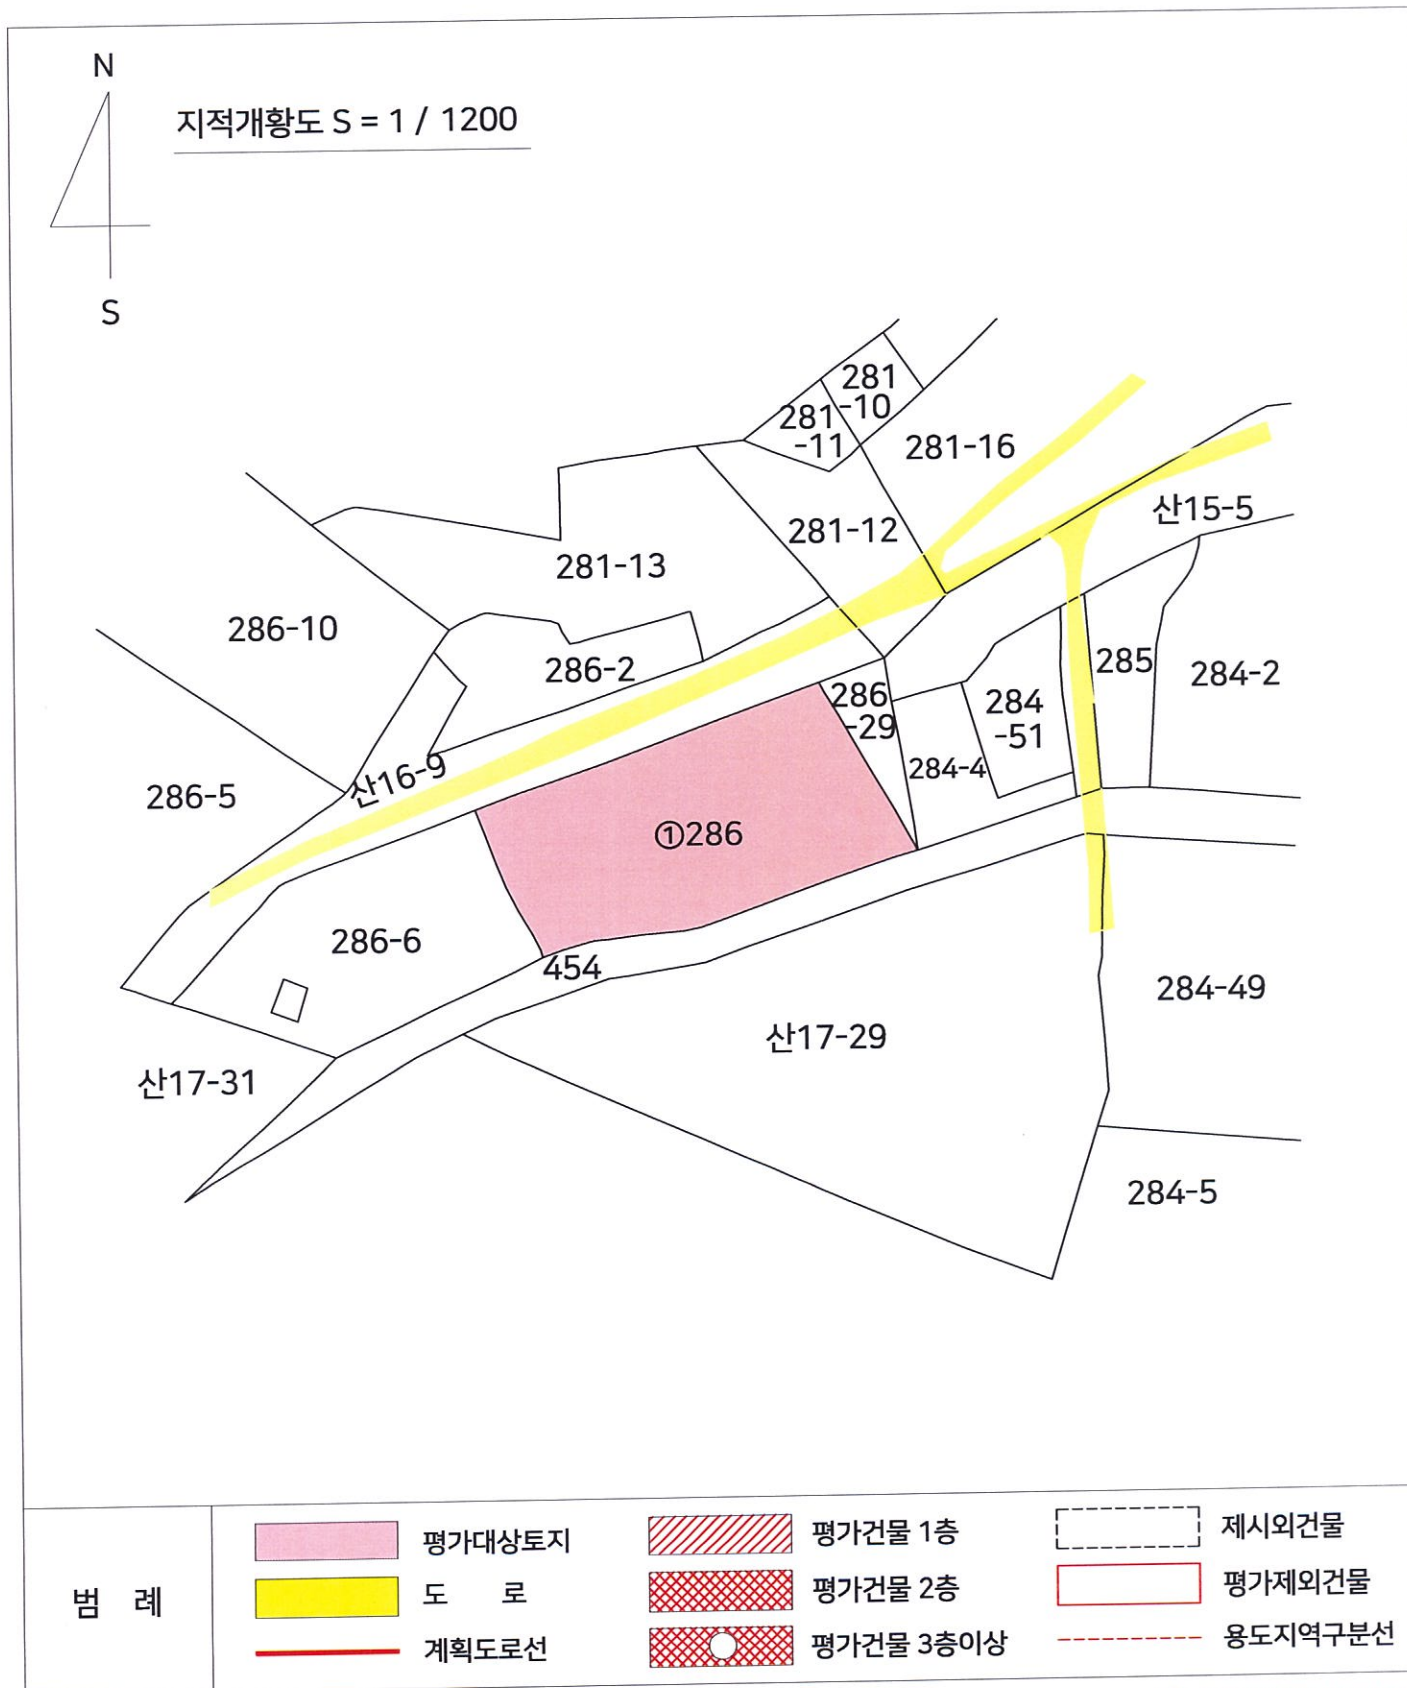 N
지적개황도 S = 1 / 1200
S
281
-10
281
-11
281-16
산15-5
281-12
281-13
286-10
286-2
285
284-2
286
-29
284
-51
284-4
산16-9
286-5
①286
286-6
454
284-49
산17-29
산17-31
284-5
범 례
평가대상토지
도 로
계획도로선
평가건물 1층
평가건물 2층
평가건물 3층이상
제시외건물
평가제외건물
용도지역구분선